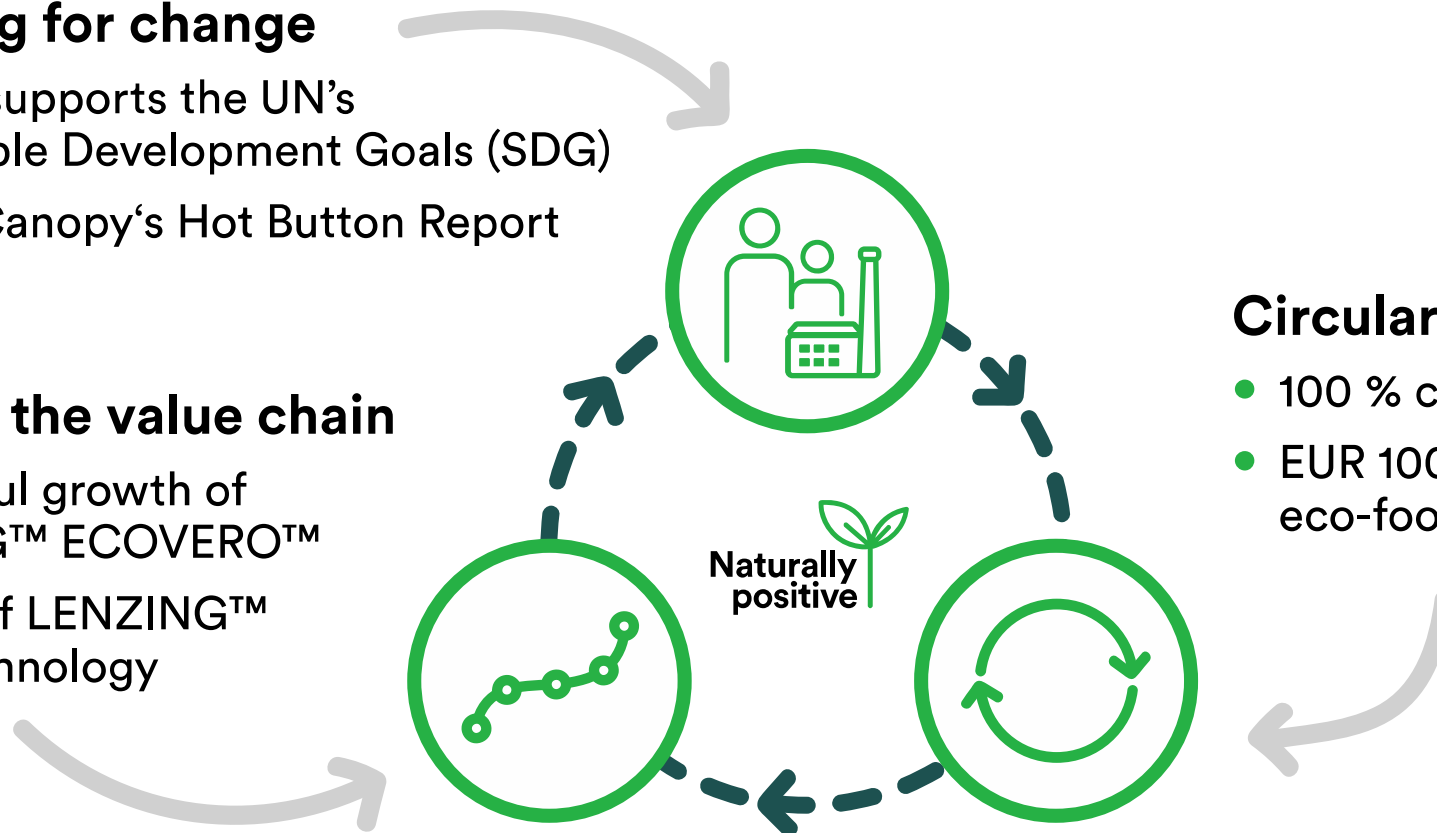 g for change
supports the UN's
ble Development Goals (SDG)
Canopy‘s Hot Button Report
the value chain
ul growth of
G™ ECOVERO™
f LENZING™
hnology
Naturally
positive
Circular
100 % c
EUR 100
eco-foo